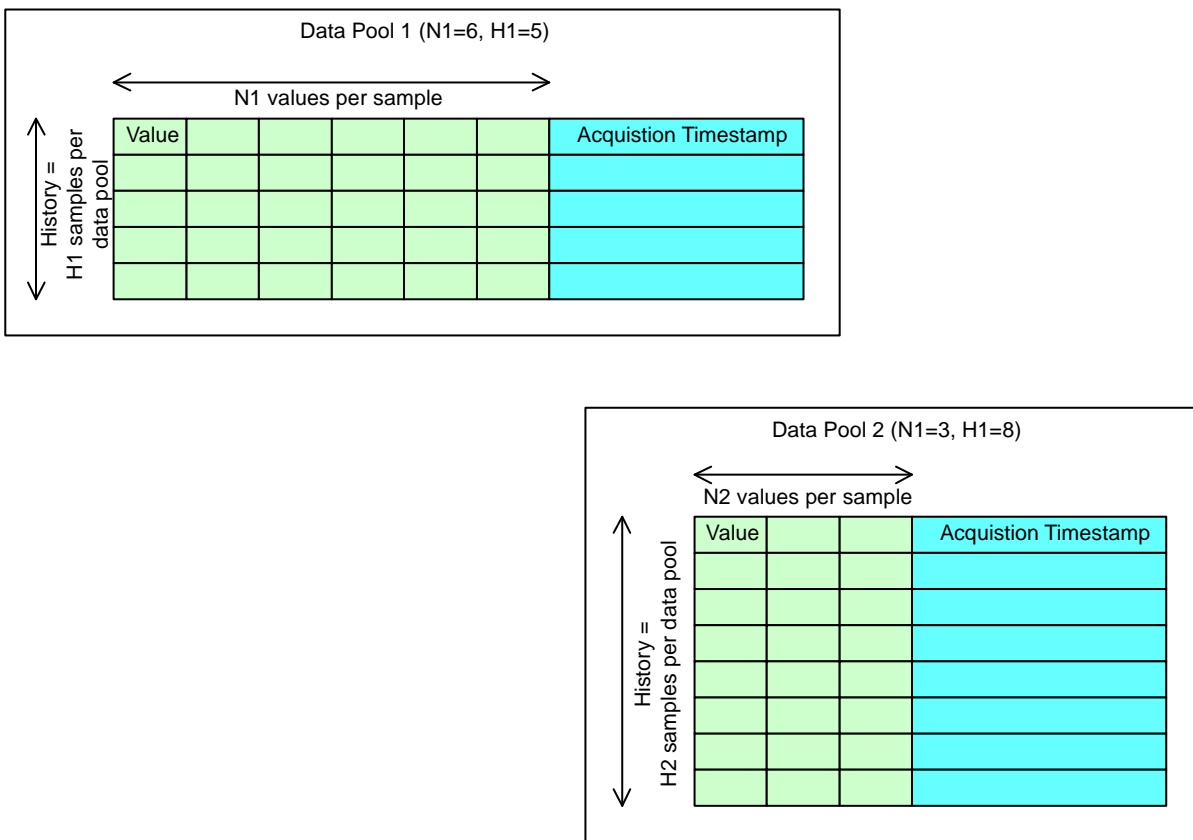 Data Pool 1 (N1=6, H1=5)
N1 values per sample
History =
H1 samples per
data pool
Value
Acquistion Timestamp
Data Pool 2 (N1=3, H1=8)
N2 values per sample
History =
H2 samples per data pool
Value
Acquistion Timestamp